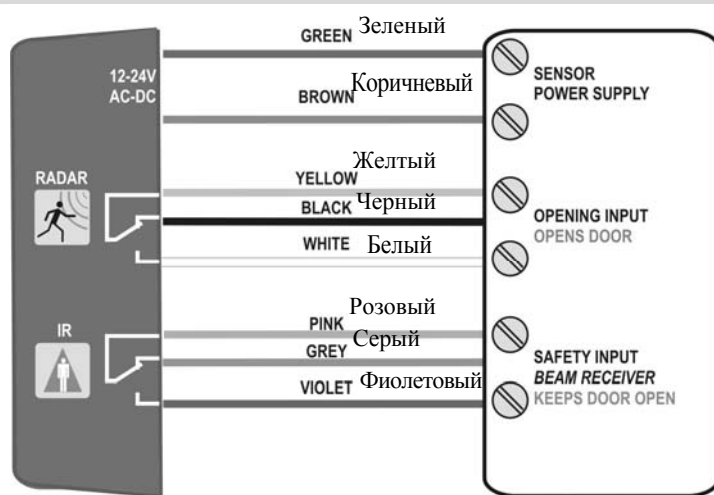 GREEN Зеленый
12-24V
AC-DC
BROWN Коричневый
SENSOR
POWER SUPPLY
RADAR
YELLOW Желтый
BLACK Черный
WHITE Белый
OPENING INPUT
OPENS DOOR
IR
PINK Розовый
GREY Серый
VIOLET Фиолетовый
SAFETY INPUT
BEAM RECEIVER
KEEPS DOOR OPEN